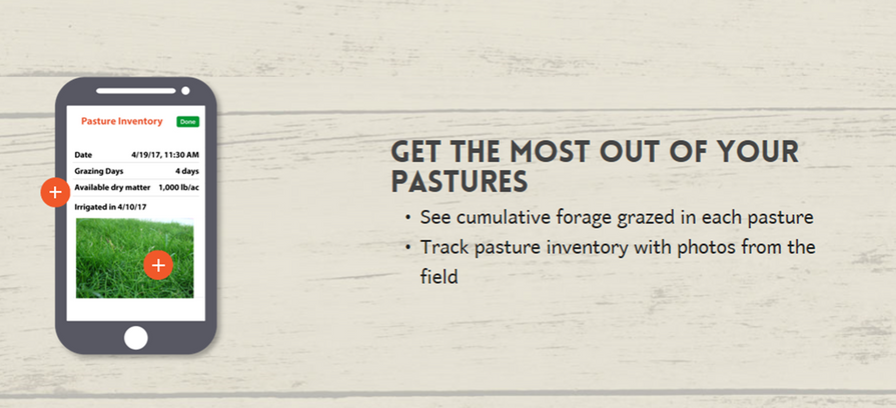 Pasture Inventory Done
Date 4/19/17, 11:30 AM
Grazing Days 4 days
Available dry matter 1,000 lb/ac
Irrigated in 4/10/17
GET THE MOST OUT OF YOUR
PASTURES
• See cumulative forage grazed in each pasture
• Track pasture inventory with photos from the
field